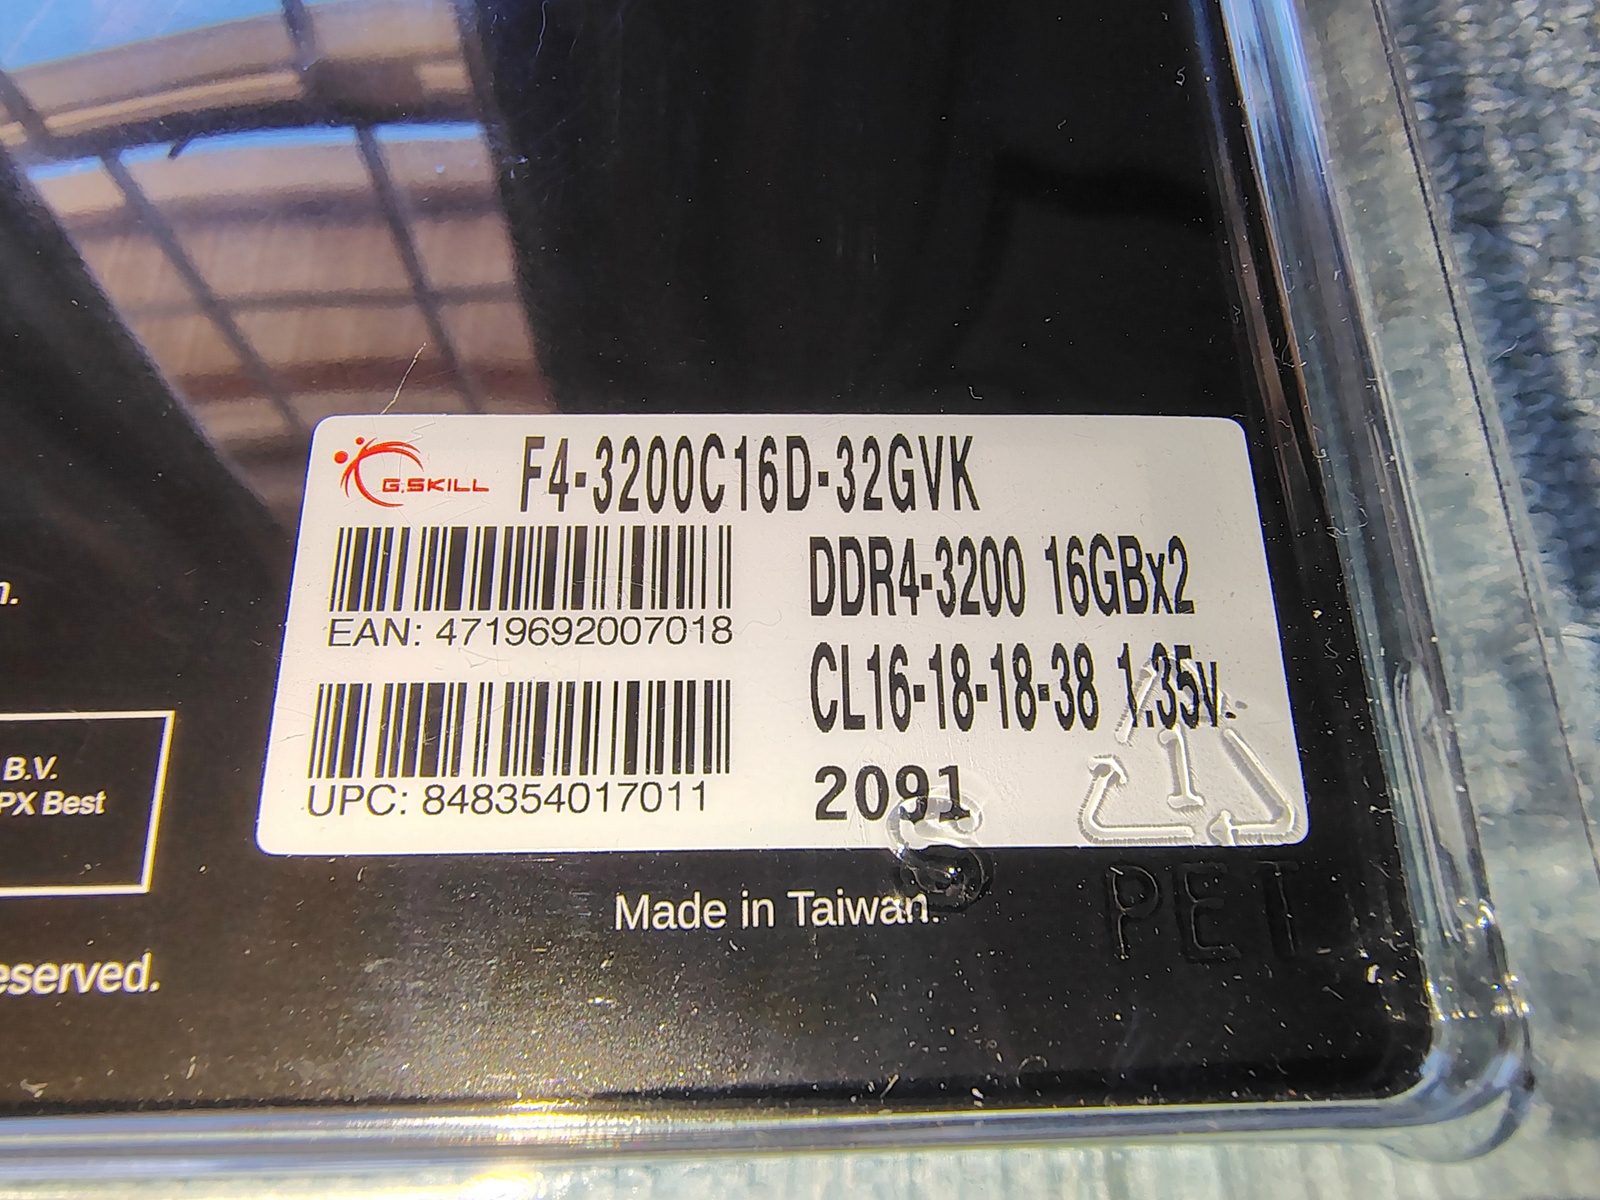 G.SKILL F4-3200C16D-32GVK
EAN: 4719692007018
DDR4-3200 16GBx2
CL16-18-18-38 1.35v
UPC: 848354017011
2091
1
S
PET
Made in Taiwan.
n.
B.V.
PX Best
eserved.